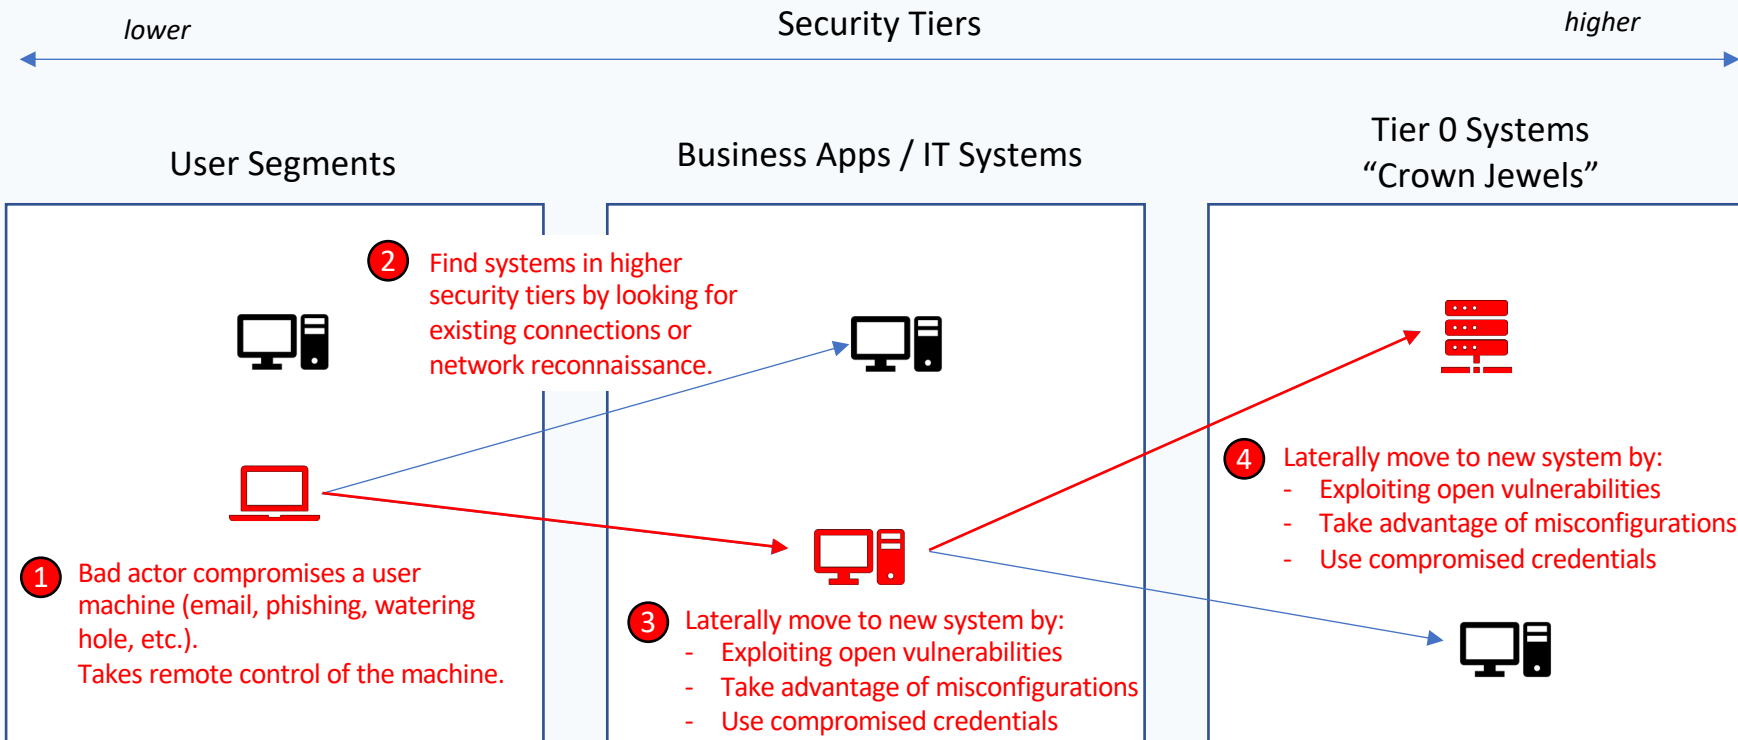 lower
Security Tiers
higher
User Segments
Business Apps / IT Systems
Tier 0 Systems
“Crown Jewels”
2
Find systems in higher
security tiers by looking for
existing connections or
network reconnaissance.
1
Bad actor compromises a user
machine (email, phishing, watering
hole, etc.).
Takes remote control of the machine.
3
Laterally move to new system by:
- Exploiting open vulnerabilities
- Take advantage of misconfigurations
- Use compromised credentials
4
Laterally move to new system by:
- Exploiting open vulnerabilities
- Take advantage of misconfigurations
- Use compromised credentials